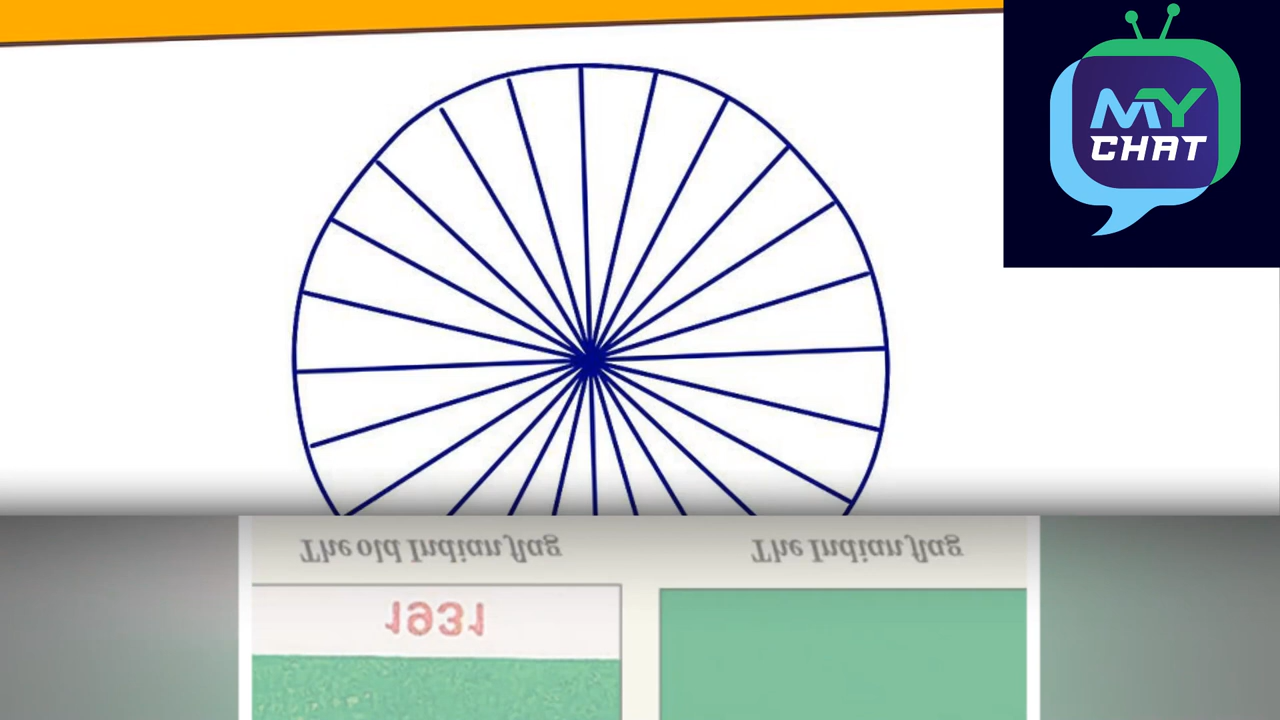 MY
CHAT
The old Indian flag
The Indian flag
1931